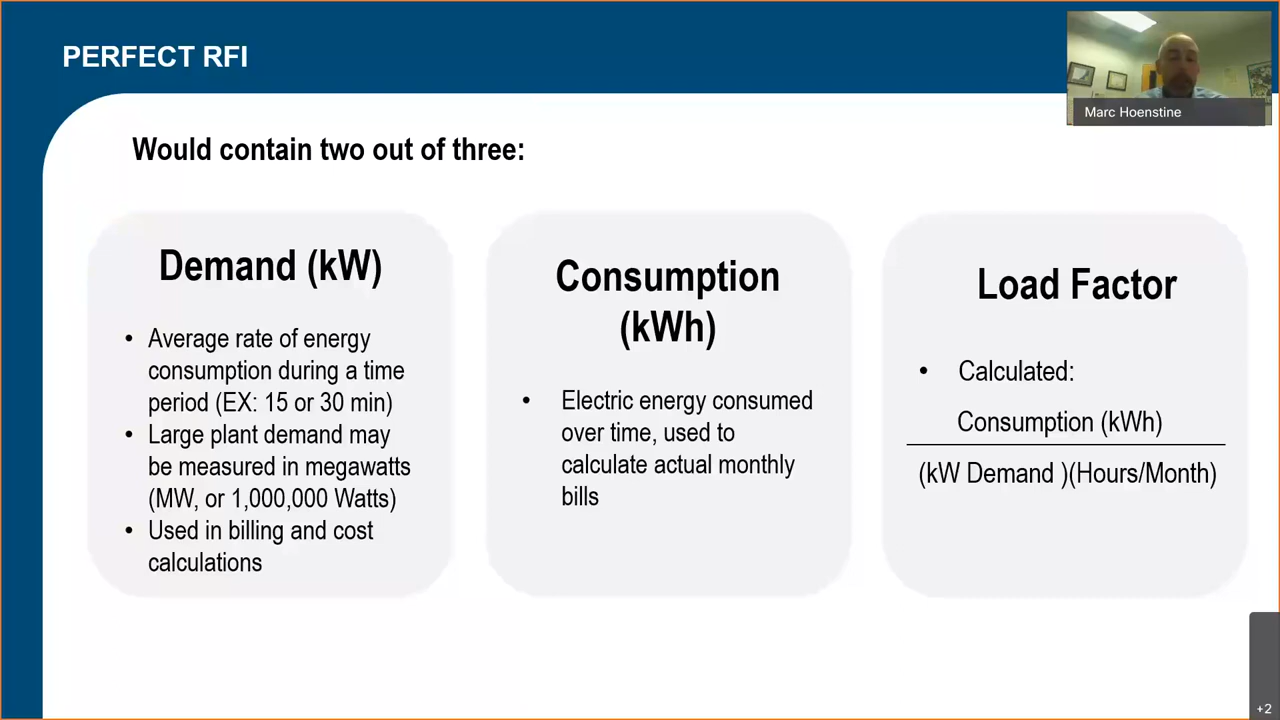 PERFECT RFI
Marc Hoenstine
Would contain two out of three:
Demand (kW)
• Average rate of energy
consumption during a time
period (EX: 15 or 30 min)
• Large plant demand may
be measured in megawatts
(MW, or 1,000,000 Watts)
• Used in billing and cost
calculations
Consumption
(kWh)
• Electric energy consumed
over time, used to
calculate actual monthly
bills
Load Factor
• Calculated:
Consumption (kWh)
(kW Demand )(Hours/Month)
+2